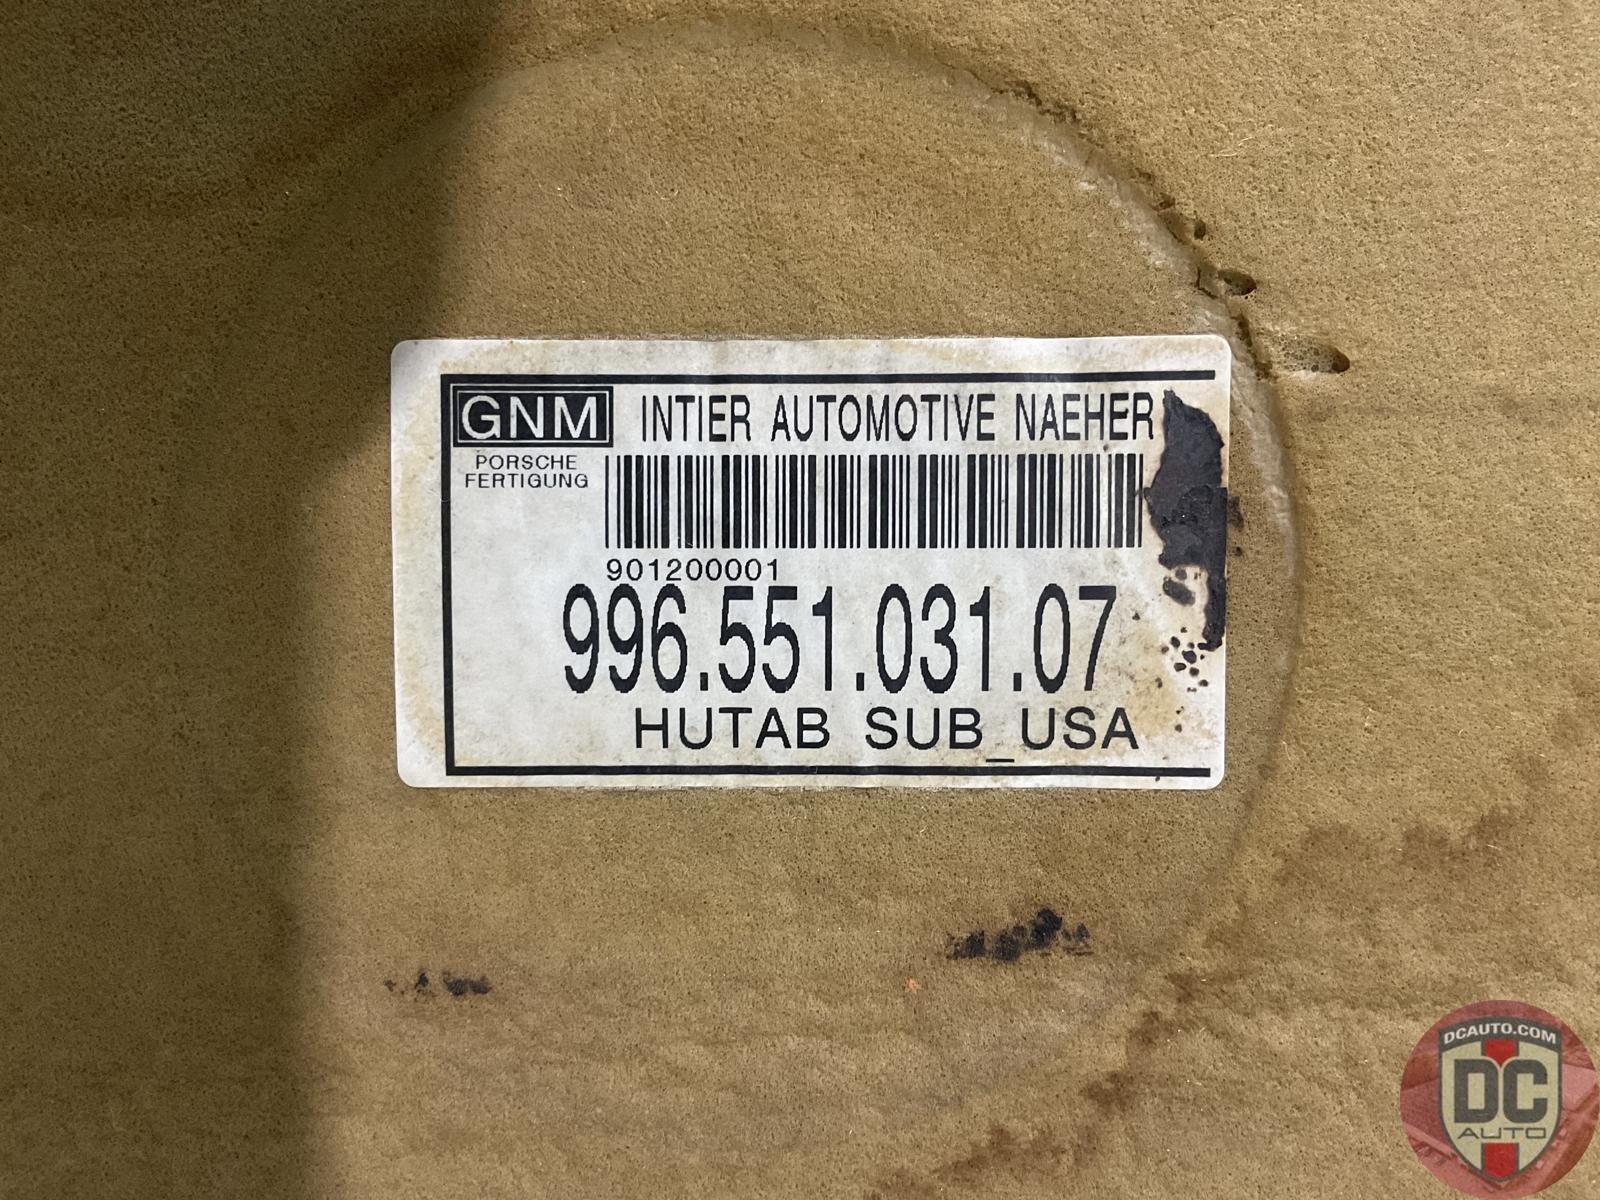 GNM INTIER AUTOMOTIVE NAEHER
PORSCHE
FERTIGUNG
901200001
996.551.031.07
HUTAB SUB_USA
DCAUTO.COM
DC
AUTO